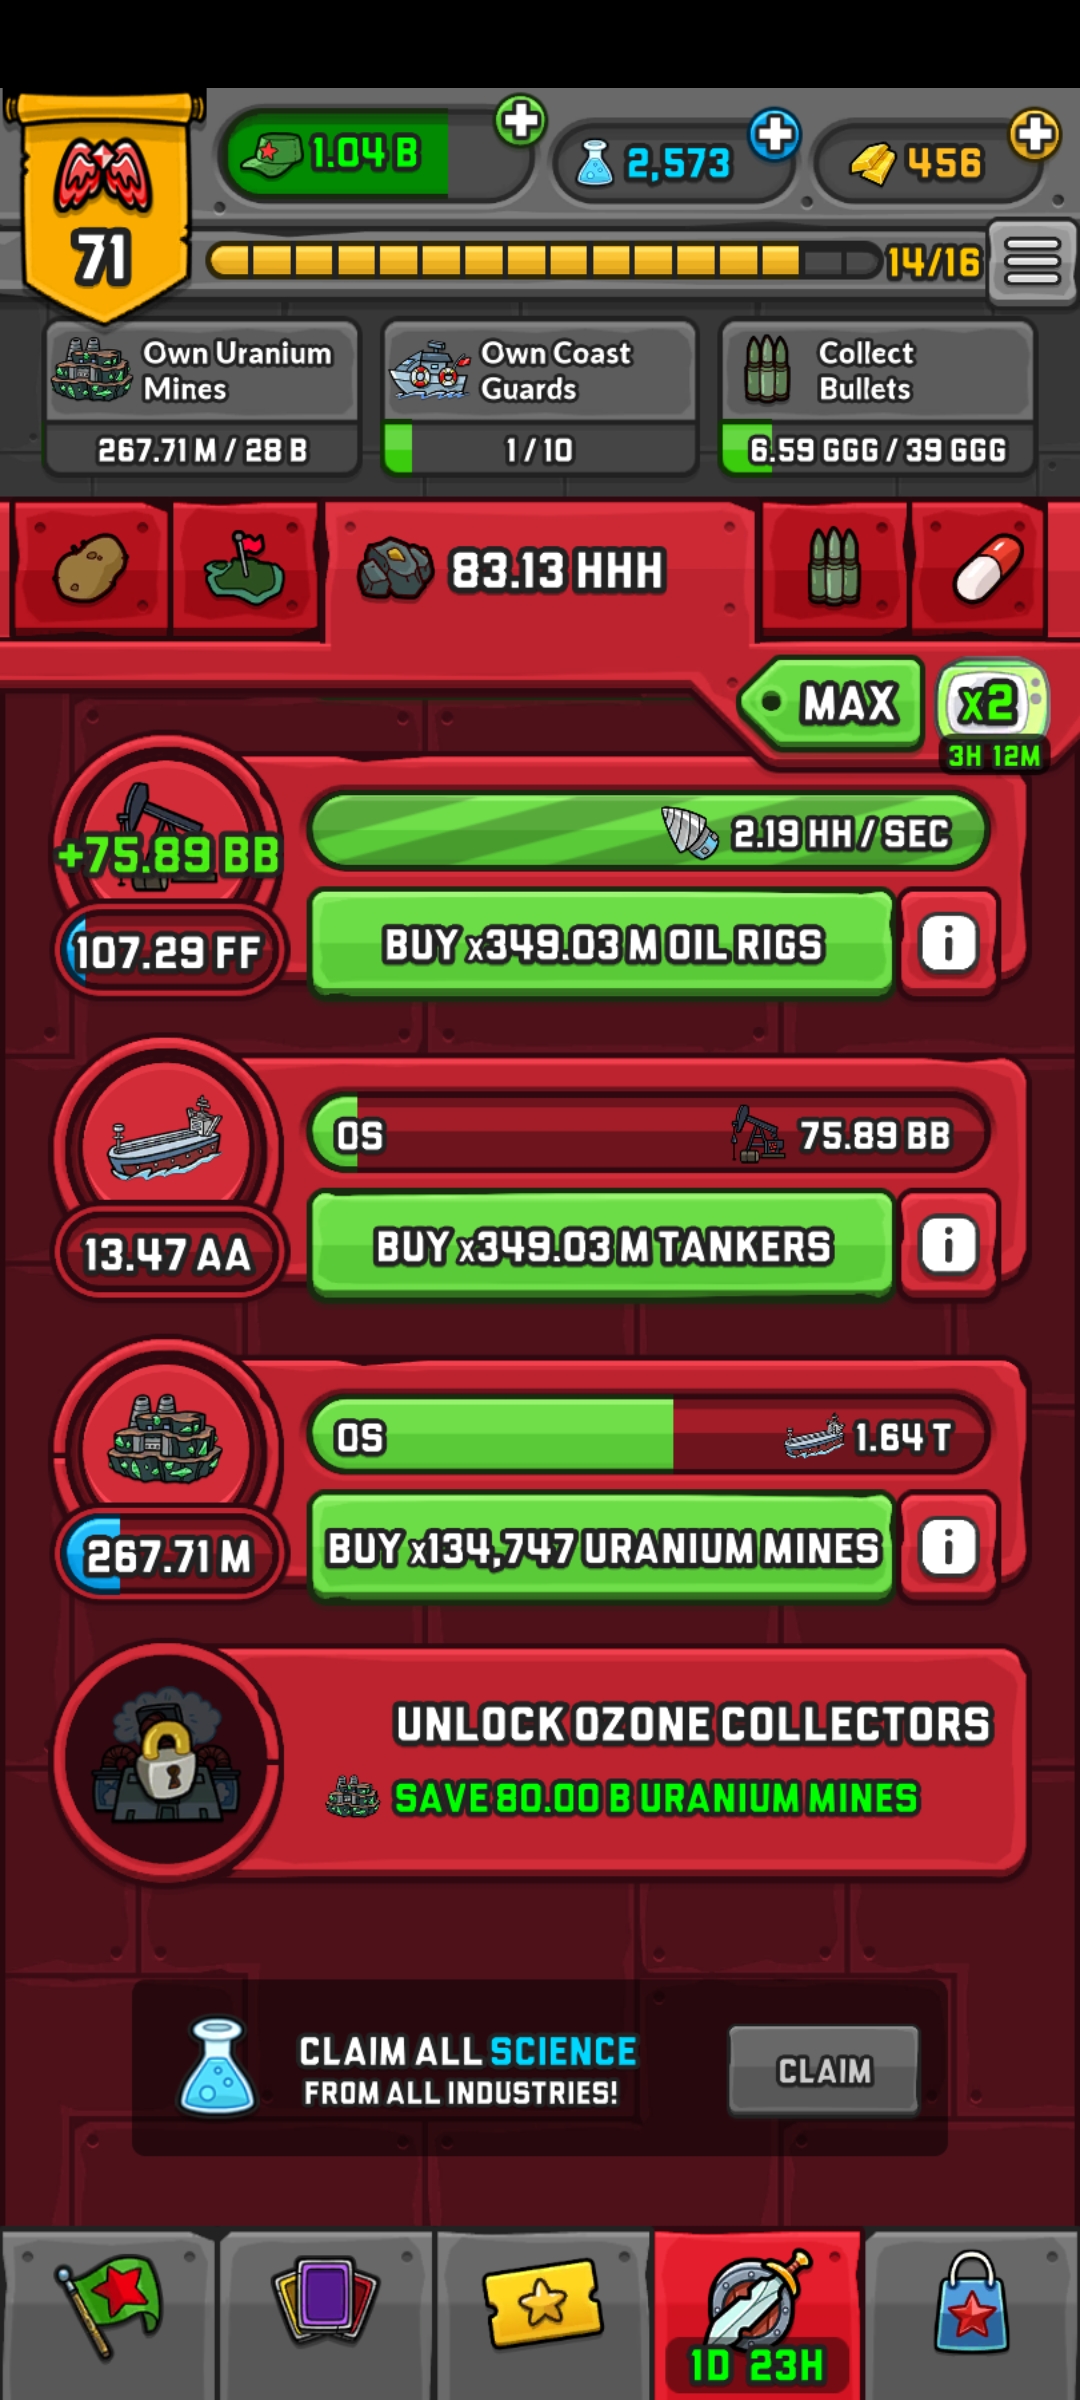 71
1.04 B
2,573
456
14/16
Own Uranium
Mines
267.71 M / 28 B
Own Coast
Guards
1 / 10
Collect
Bullets
6.59 GGG / 39 GGG
83.13 HHH
MAX
x2
3H 12M
+75.89 BB
107.29 FF
2.19 HH / SEC
BUY x349.03 M OIL RIGS
i
0S
75.89 BB
13.47 AA
BUY x349.03 M TANKERS
i
0S
1.64 T
267.71 M
BUY x134,747 URANIUM MINES
i
UNLOCK OZONE COLLECTORS
SAVE 80.00 B URANIUM MINES
CLAIM ALL SCIENCE
FROM ALL INDUSTRIES!
CLAIM
1D 23H